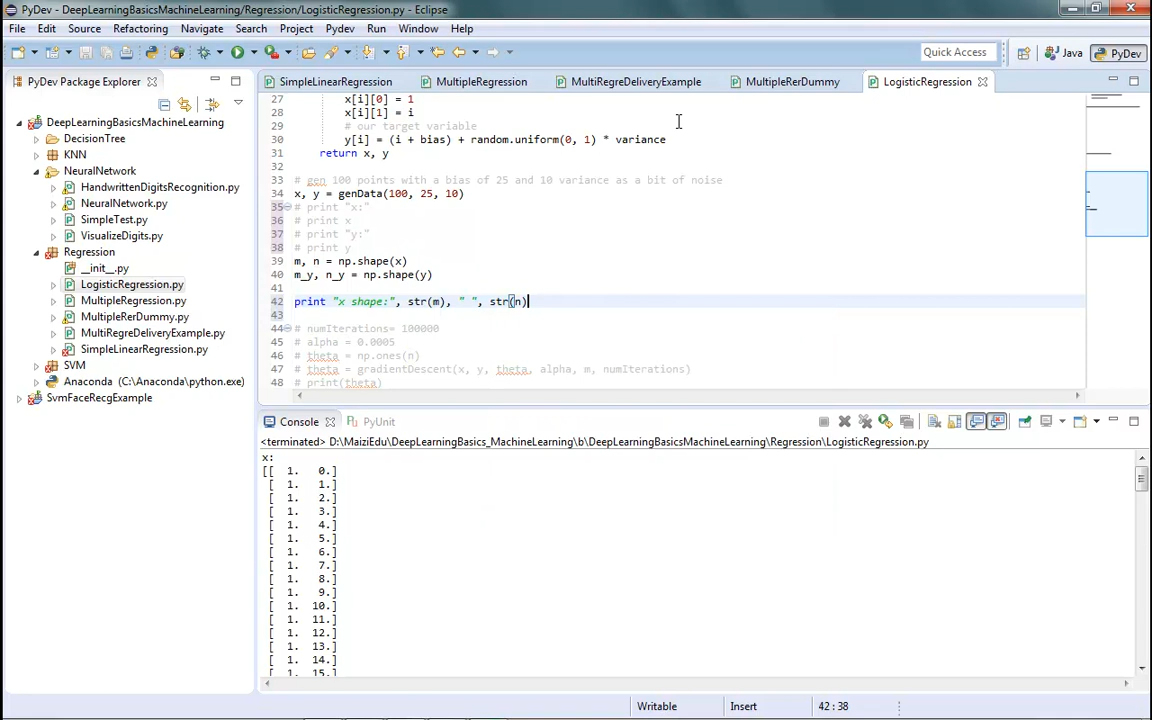 PyDev - DeepLearningBasicsMachineLearning/Regression/LogisticRegression.py - Eclipse
File Edit Source Refactoring Navigate Search Project Pydev Run Window Help
Quick Access
Java
PyDev
PyDev Package Explorer
DeepLearningBasicsMachineLearning
DecisionTree
KNN
NeuralNetwork
HandwrittenDigitsRecognition.py
NeuralNetwork.py
SimpleTest.py
VisualizeDigits.py
Regression
__init__.py
LogisticRegression.py
MultipleRegression.py
MultipleRerDummy.py
MultiRegreDeliveryExample.py
SimpleLinearRegression.py
SVM
Anaconda (C:\Anaconda\python.exe)
SvmFaceRecgExample
SimpleLinearRegression MultipleRegression MultiRegreDeliveryExample MultipleRerDummy LogisticRegression
27 x[i][0] = 1
28 x[i][1] = i
29 # our target variable
30 y[i] = (i + bias) + random.uniform(0, 1) * variance
31 return x, y
32
33 # gen 100 points with a bias of 25 and 10 variance as a bit of noise
34 x, y = genData(100, 25, 10)
35 # print "x:"
36 # print x
37 # print "y:"
38 # print y
39 m, n = np.shape(x)
40 m_y, n_y = np.shape(y)
41
42 print "x shape:", str(m), " ", str(n)
43
44 # numIterations= 100000
45 # alpha = 0.0005
46 # theta = np.ones(n)
47 # theta = gradientDescent(x, y, theta, alpha, m, numIterations)
48 # print(theta)
Console PyUnit
<terminated> D:\MaiziEdu\DeepLearningBasics_MachineLearning\b\DeepLearningBasicsMachineLearning\Regression\LogisticRegression.py
x:
[[ 1. 0.]
[ 1. 1.]
[ 1. 2.]
[ 1. 3.]
[ 1. 4.]
[ 1. 5.]
[ 1. 6.]
[ 1. 7.]
[ 1. 8.]
[ 1. 9.]
[ 1. 10.]
[ 1. 11.]
[ 1. 12.]
[ 1. 13.]
[ 1. 14.]
[ 1. 15.]
Writable Insert 42 : 38